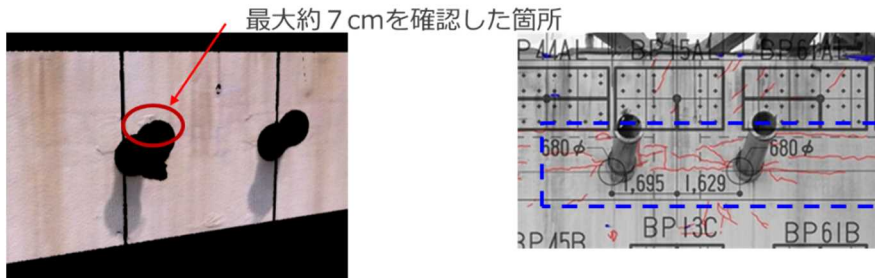 最大約７cmを確認した箇所
P44AL BP15AL BP61AL
680φ 680φ
1,695 1,629
BP13C BP61B
BP45B